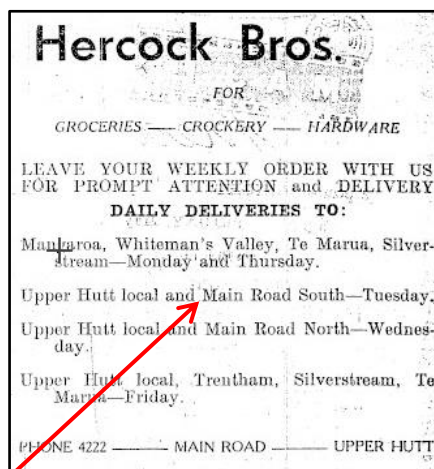 Hercock Bros.
FOR
GROCERIES — CROCKERY — HARDWARE
LEAVE YOUR WEEKLY ORDER WITH US
FOR PROMPT ATTENTION and DELIVERY
DAILY DELIVERIES TO:
Mangaroa, Whiteman's Valley, Te Marua, Silver-
stream—Monday and Thursday.
Upper Hutt local and Main Road South—Tuesday.
Upper Hutt local and Main Road North—Wednes-
day.
Upper Hutt local, Trentham, Silverstream, Te
Marua—Friday.
PHONE 4222 —— MAIN ROAD —— UPPER HUTT